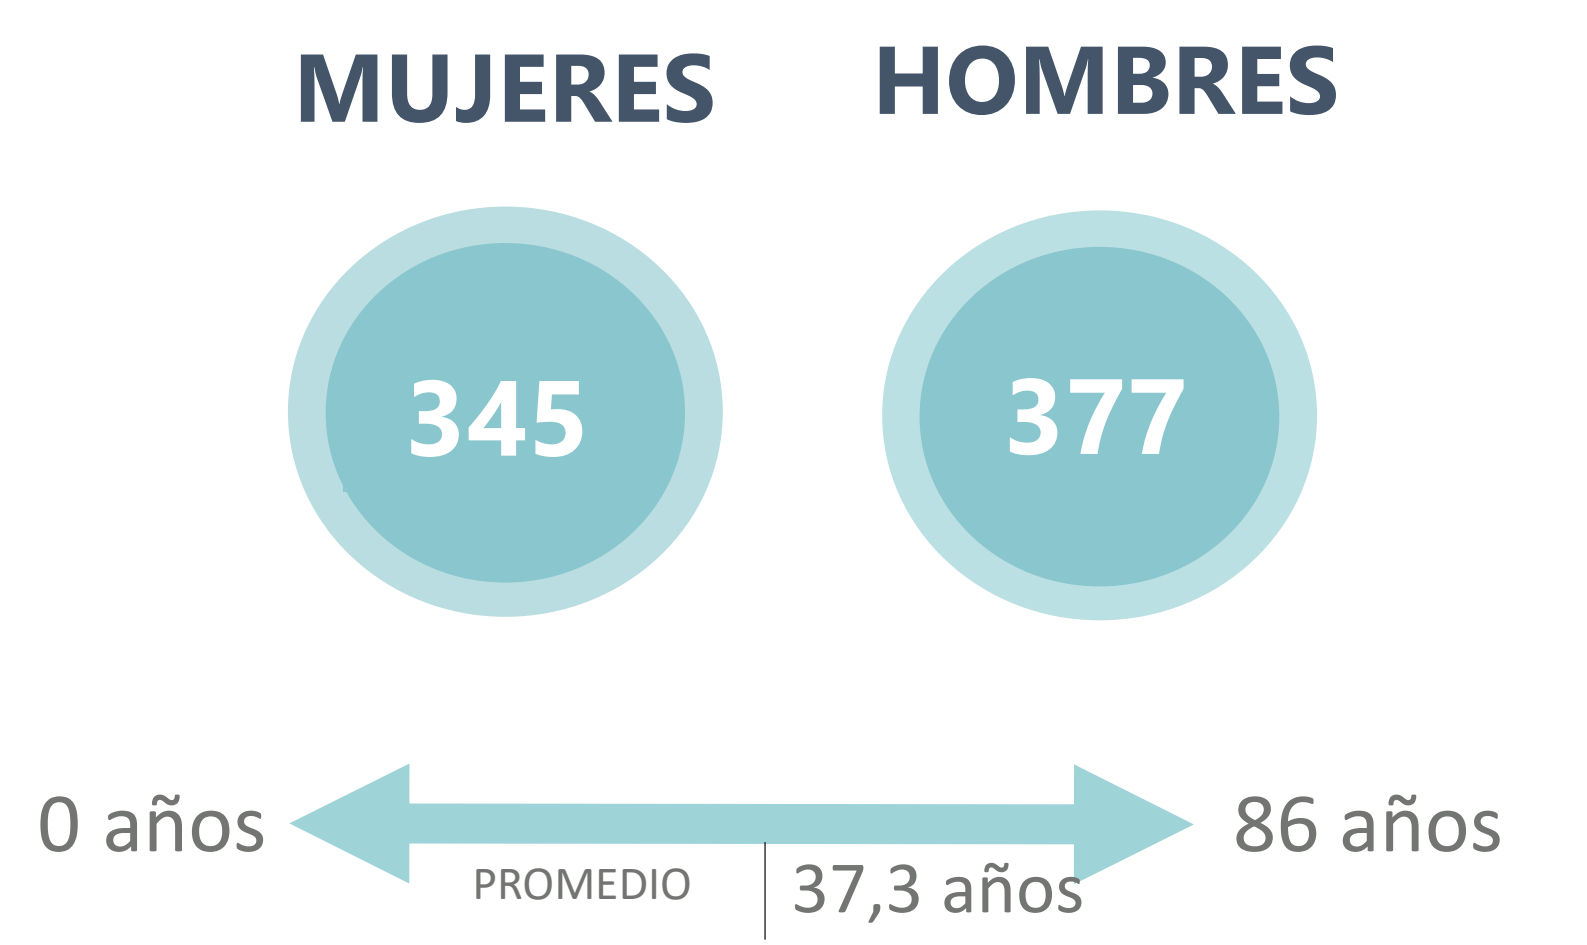 MUJERES
HOMBRES
345
377
0 años
86 años
PROMEDIO
37,3 años